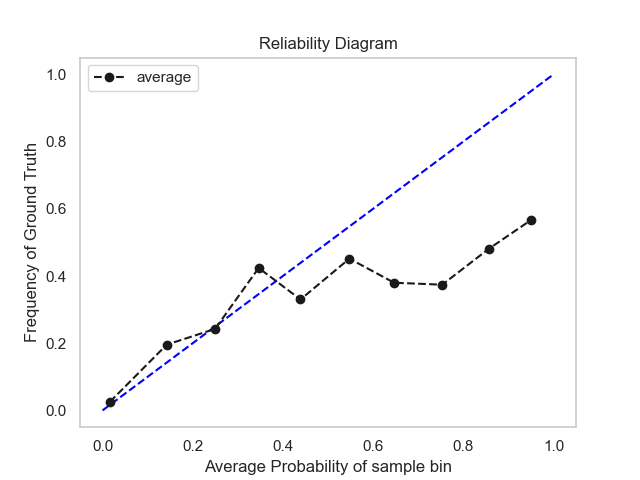 Reliability Diagram
average
Frequency of Ground Truth
1.0
0.8
0.6
0.4
0.2
0.0
0.0 0.2 0.4 0.6 0.8 1.0
Average Probability of sample bin